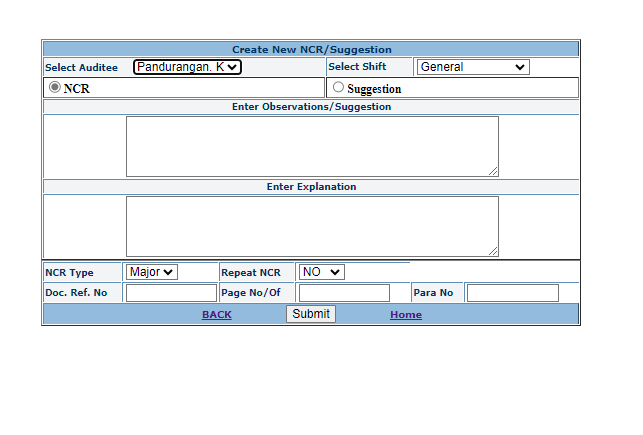 Create New NCR/Suggestion
Select Auditee Pandurangan. K Select Shift General
NCR Suggestion
Enter Observations/Suggestion
Enter Explanation
NCR Type Major Repeat NCR NO
Doc. Ref. No Page No/Of Para No
BACK Submit Home